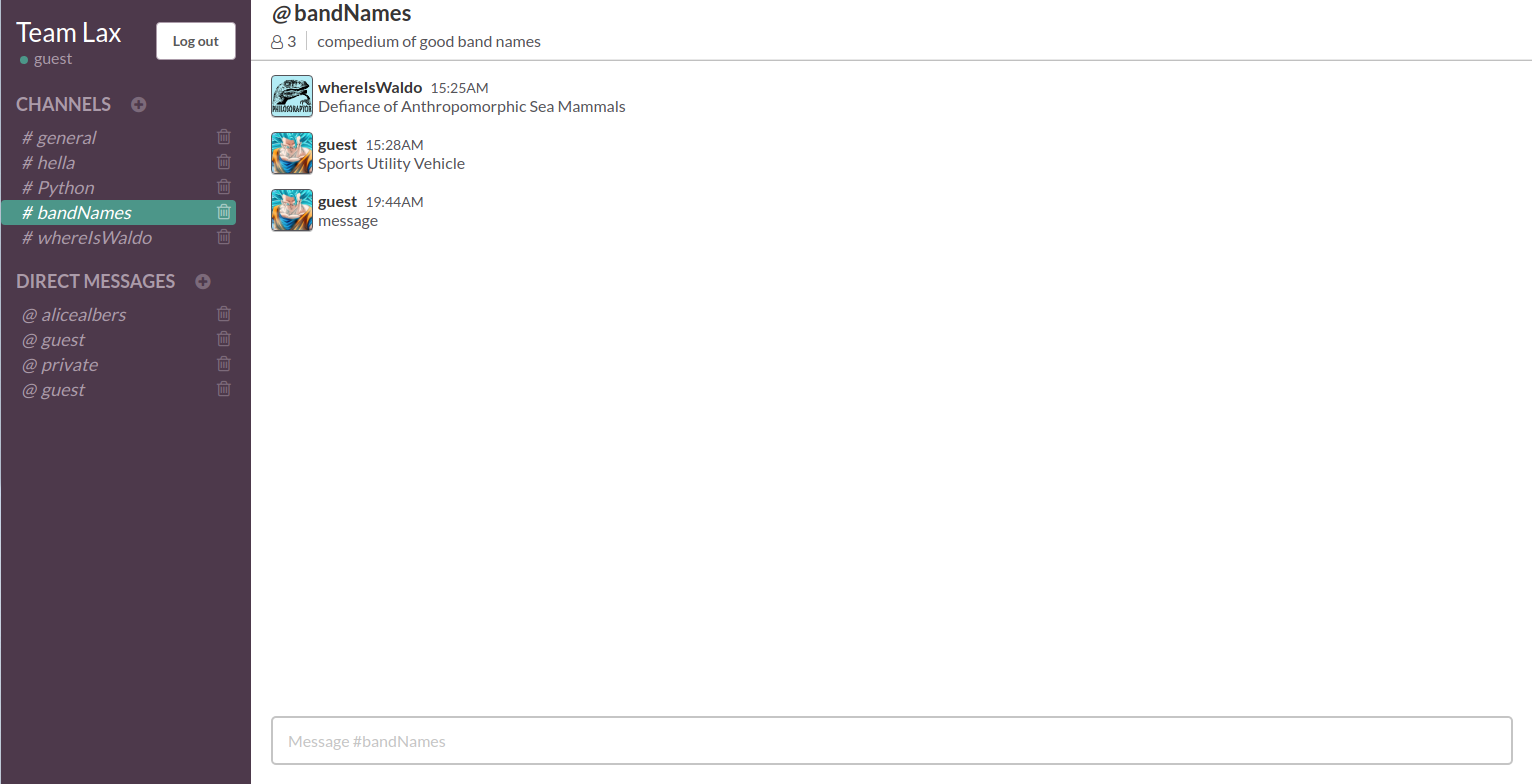 Team Lax
Log out
guest
CHANNELS
# general
# hella
# Python
# bandNames
# whereIsWaldo
DIRECT MESSAGES
@ alicealbers
@ guest
@ private
@ guest
@bandNames
3 compedium of good band names
whereIsWaldo 15:25AM
PHILOSORAPTOR
Defiance of Anthropomorphic Sea Mammals
guest 15:28AM
Sports Utility Vehicle
guest 19:44AM
message
Message #bandNames